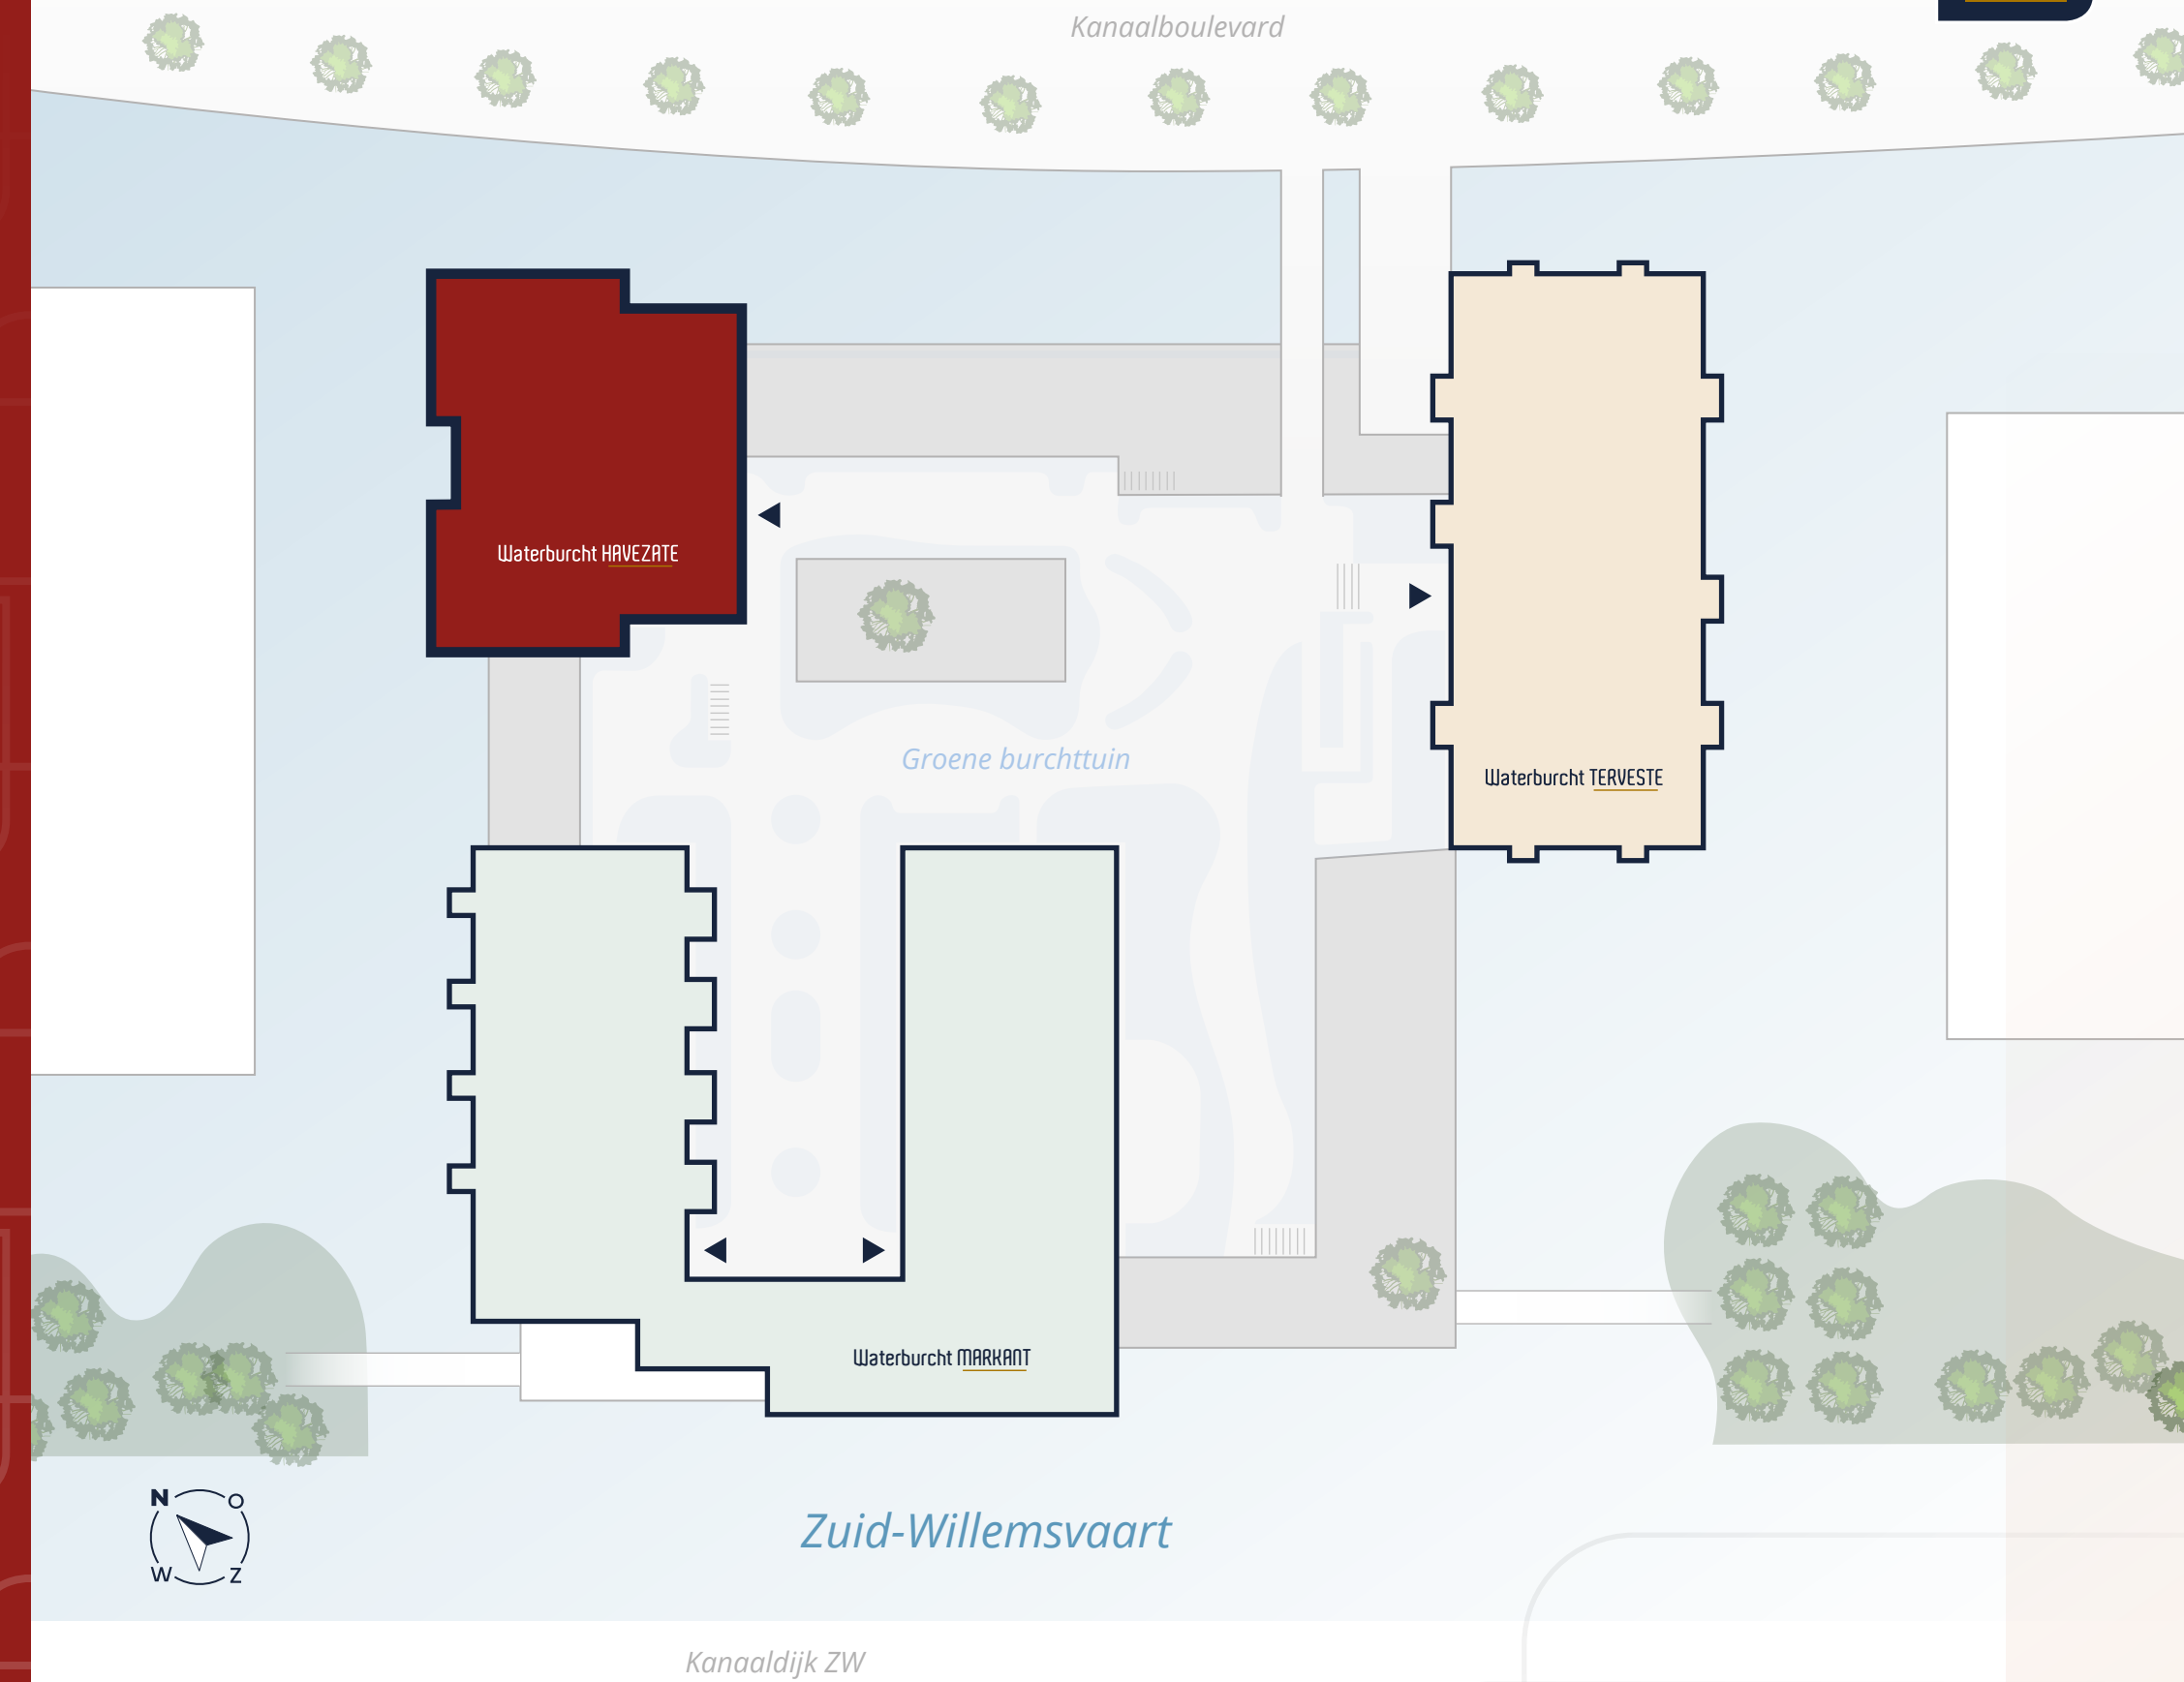 Kanaalboulevard
Waterburcht HAVEZATE
Groene burchttuin
Waterburcht TERVESTE
Waterburcht MARKANT
N O
W Z
Zuid-Willemsvaart
Kanaaldijk ZW